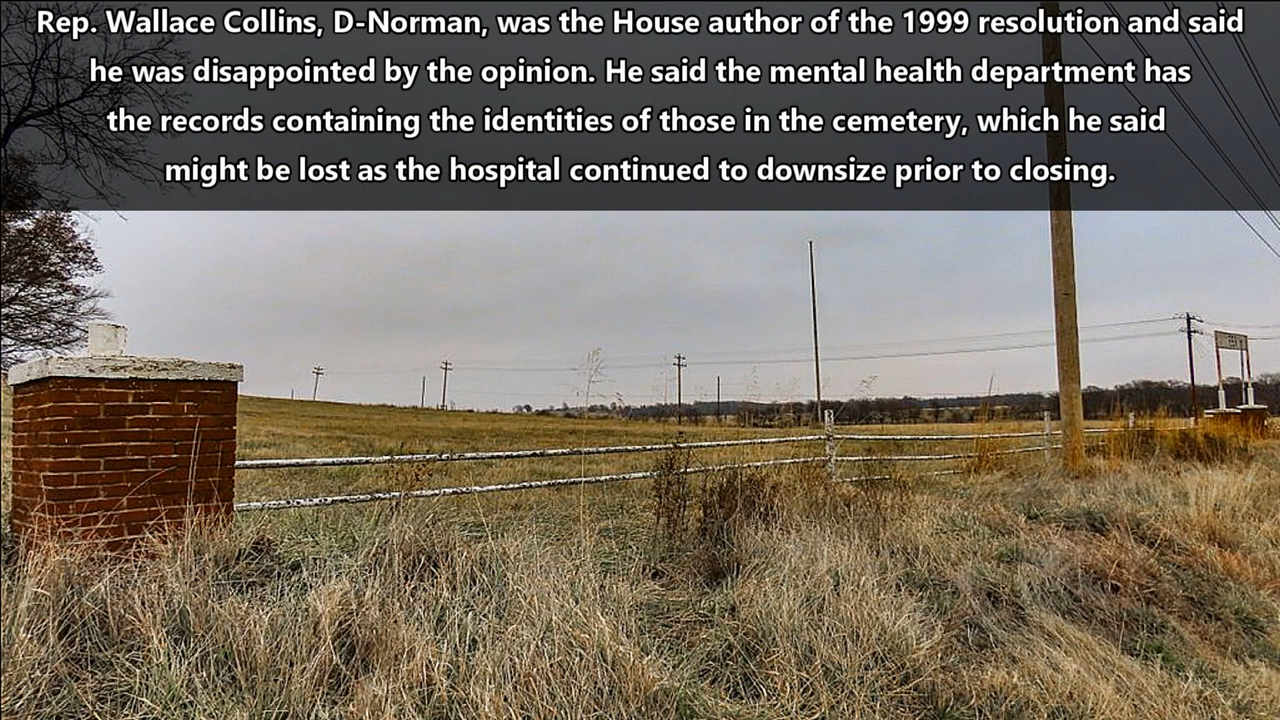 Rep. Wallace Collins, D-Norman, was the House author of the 1999 resolution and said
he was disappointed by the opinion. He said the mental health department has
the records containing the identities of those in the cemetery, which he said
might be lost as the hospital continued to downsize prior to closing.